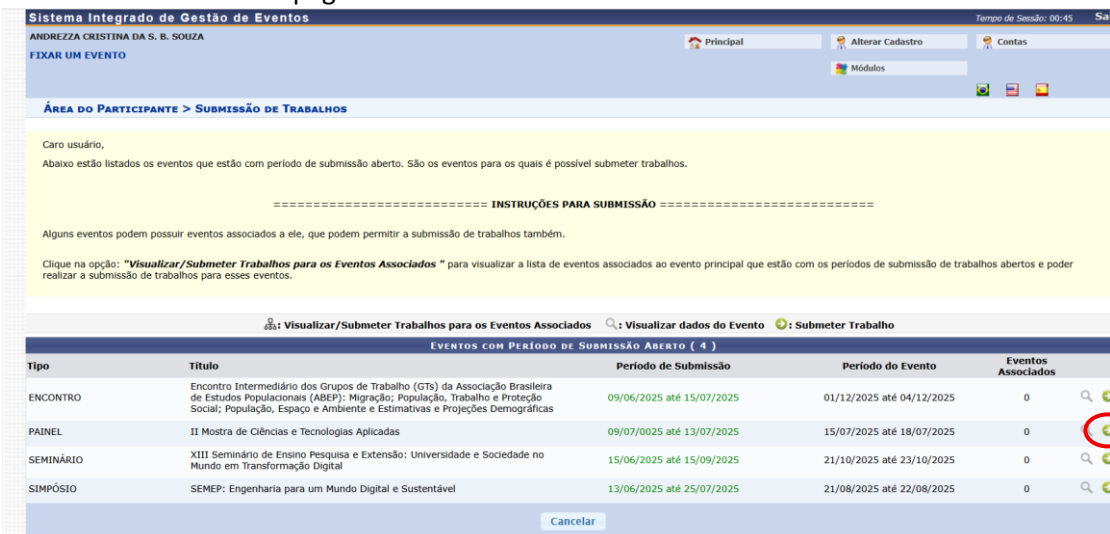 Sistema Integrado de Gestão de Eventos
Tempo de Sessão: 00:45
ANDREZZA CRISTINA DA S. B. SOUZA
Principal
Alterar Cadastro
Contas
FIXAR UM EVENTO
Módulos
ÁREA DO PARTICIPANTE > SUBMISSÃO DE TRABALHOS
Caro usuário,
Abaixo estão listados os eventos que estão com período de submissão aberto. São os eventos para os quais é possível submeter trabalhos.
=========================== INSTRUÇÕES PARA SUBMISSÃO ===========================
Alguns eventos podem possuir eventos associados a ele, que podem permitir a submissão de trabalhos também.
Clique na opção: "Visualizar/Submeter Trabalhos para os Eventos Associados " para visualizar a lista de eventos associados ao evento principal que estão com os períodos de submissão de trabalhos abertos e poder
realizar a submissão de trabalhos para esses eventos.
: Visualizar/Submeter Trabalhos para os Eventos Associados : Visualizar dados do Evento : Submeter Trabalho
EVENTOS COM PERÍODO DE SUBMISSÃO ABERTO ( 4 )
Tipo Título Período de Submissão Período do Evento Eventos Associados
ENCONTRO
Encontro Intermediário dos Grupos de Trabalho (GTs) da Associação Brasileira
de Estudos Populacionais (ABEP): Migração; População, Trabalho e Proteção
Social; População, Espaço e Ambiente e Estimativas e Projeções Demográficas
09/06/2025 até 15/07/2025 01/12/2025 até 04/12/2025 0
PAINEL II Mostra de Ciências e Tecnologias Aplicadas 09/07/0025 até 13/07/2025 15/07/2025 até 18/07/2025 0
SEMINÁRIO
XIII Seminário de Ensino Pesquisa e Extensão: Universidade e Sociedade no
Mundo em Transformação Digital
15/06/2025 até 15/09/2025 21/10/2025 até 23/10/2025 0
SIMPÓSIO SEMEP: Engenharia para um Mundo Digital e Sustentável 13/06/2025 até 25/07/2025 21/08/2025 até 22/08/2025 0
Cancelar